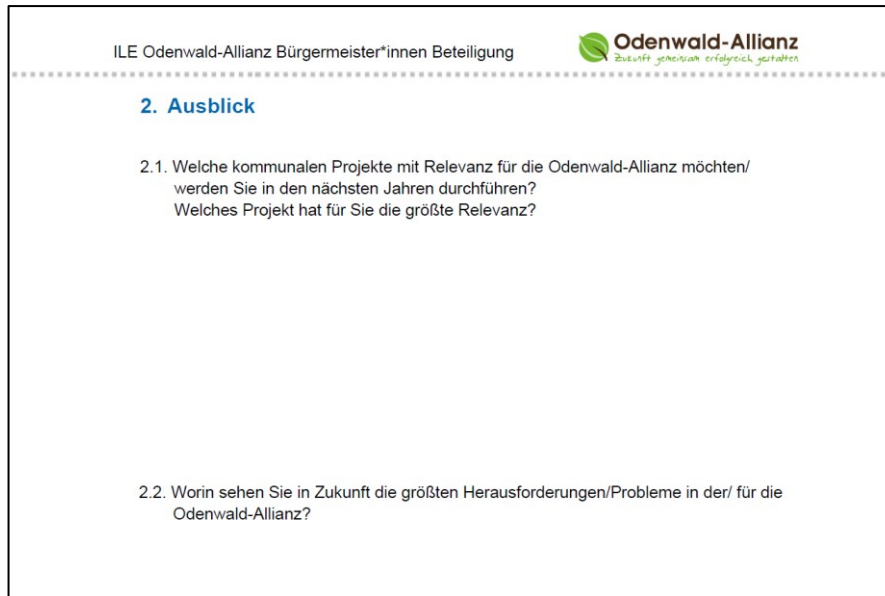 ILE Odenwald-Allianz Bürgermeister*innen Beteiligung
Odenwald-Allianz
Zukunft gemeinsam erfolgreich gestalten
2. Ausblick
2.1. Welche kommunalen Projekte mit Relevanz für die Odenwald-Allianz möchten/
werden Sie in den nächsten Jahren durchführen?
Welches Projekt hat für Sie die größte Relevanz?
2.2. Worin sehen Sie in Zukunft die größten Herausforderungen/Probleme in der/ für die
Odenwald-Allianz?